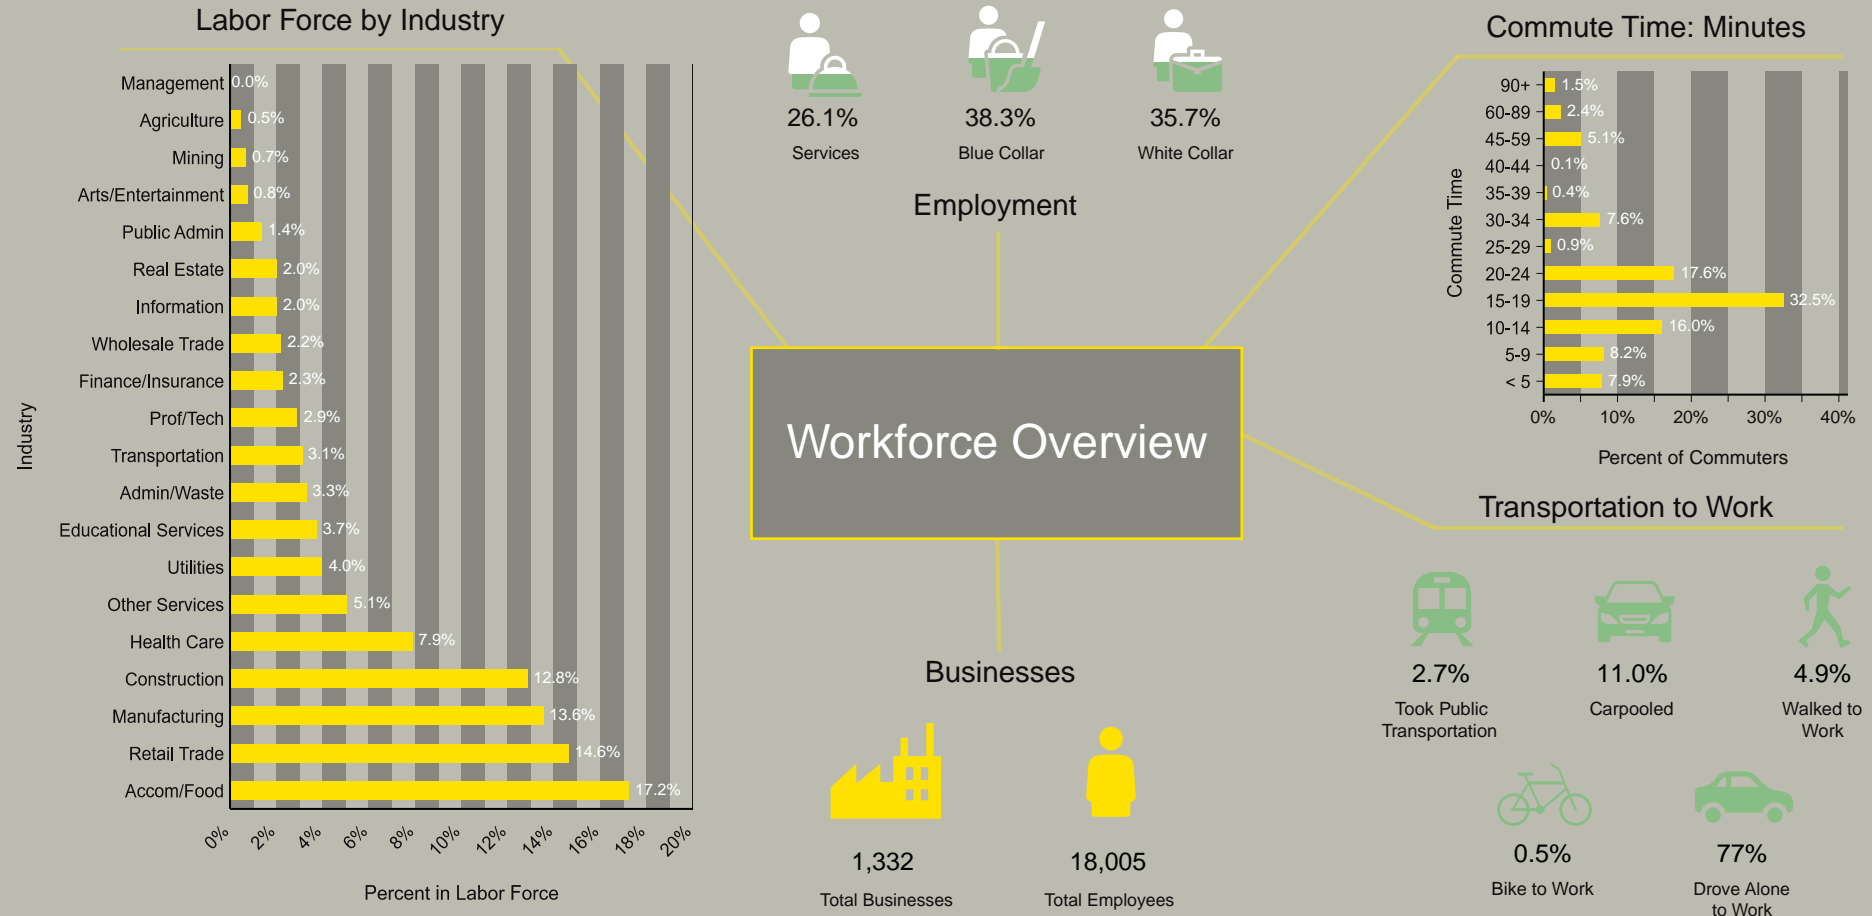 Labor Force by Industry
Industry
Management 0.0%
Agriculture 0.5%
Mining 0.7%
Arts/Entertainment 0.8%
Public Admin 1.4%
Real Estate 2.0%
Information 2.0%
Wholesale Trade 2.2%
Finance/Insurance 2.3%
Prof/Tech 2.9%
Transportation 3.1%
Admin/Waste 3.3%
Educational Services 3.7%
Utilities 4.0%
Other Services 5.1%
Health Care 7.9%
Construction 12.8%
Manufacturing 13.6%
Retail Trade 14.6%
Accom/Food 17.2%
0% 2% 4% 6% 8% 10% 12% 14% 16% 18% 20%
Percent in Labor Force
26.1% 38.3% 35.7%
Services Blue Collar White Collar
Employment
Workforce Overview
Businesses
1,332 18,005
Total Businesses Total Employees
Commute Time: Minutes
Commute Time
90+ 1.5%
60-89 2.4%
45-59 5.1%
40-44 0.1%
35-39 0.4%
30-34 7.6%
25-29 0.9%
20-24 17.6%
15-19 32.5%
10-14 16.0%
5-9 8.2%
< 5 7.9%
0% 10% 20% 30% 40%
Percent of Commuters
Transportation to Work
2.7% 11.0% 4.9%
Took Public Carpooled Walked to
Transportation Work
0.5% 77%
Bike to Work Drove Alone
to Work